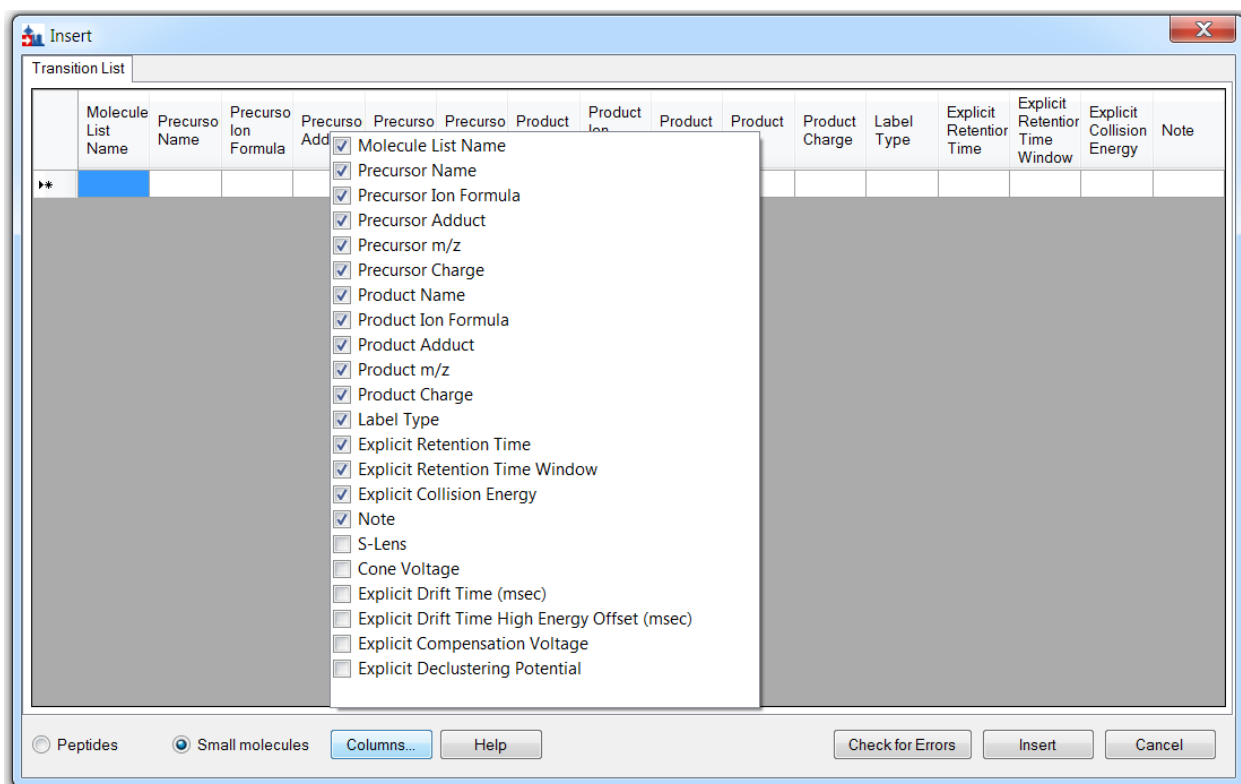 Insert
Transition List
Molecule List Name
Precurso Name
Precurso Ion Formula
Precurso
Precurso
Precurso
Product
Product
Product
Product
Product Charge
Label Type
Explicit Retention Time
Explicit Retention Time Window
Explicit Collision Energy
Note
Molecule List Name
Precursor Name
Precursor Ion Formula
Precursor Adduct
Precursor m/z
Precursor Charge
Product Name
Product Ion Formula
Product Adduct
Product m/z
Product Charge
Label Type
Explicit Retention Time
Explicit Retention Time Window
Explicit Collision Energy
Note
S-Lens
Cone Voltage
Explicit Drift Time (msec)
Explicit Drift Time High Energy Offset (msec)
Explicit Compensation Voltage
Explicit Declustering Potential
Peptides
Small molecules
Columns...
Help
Check for Errors
Insert
Cancel